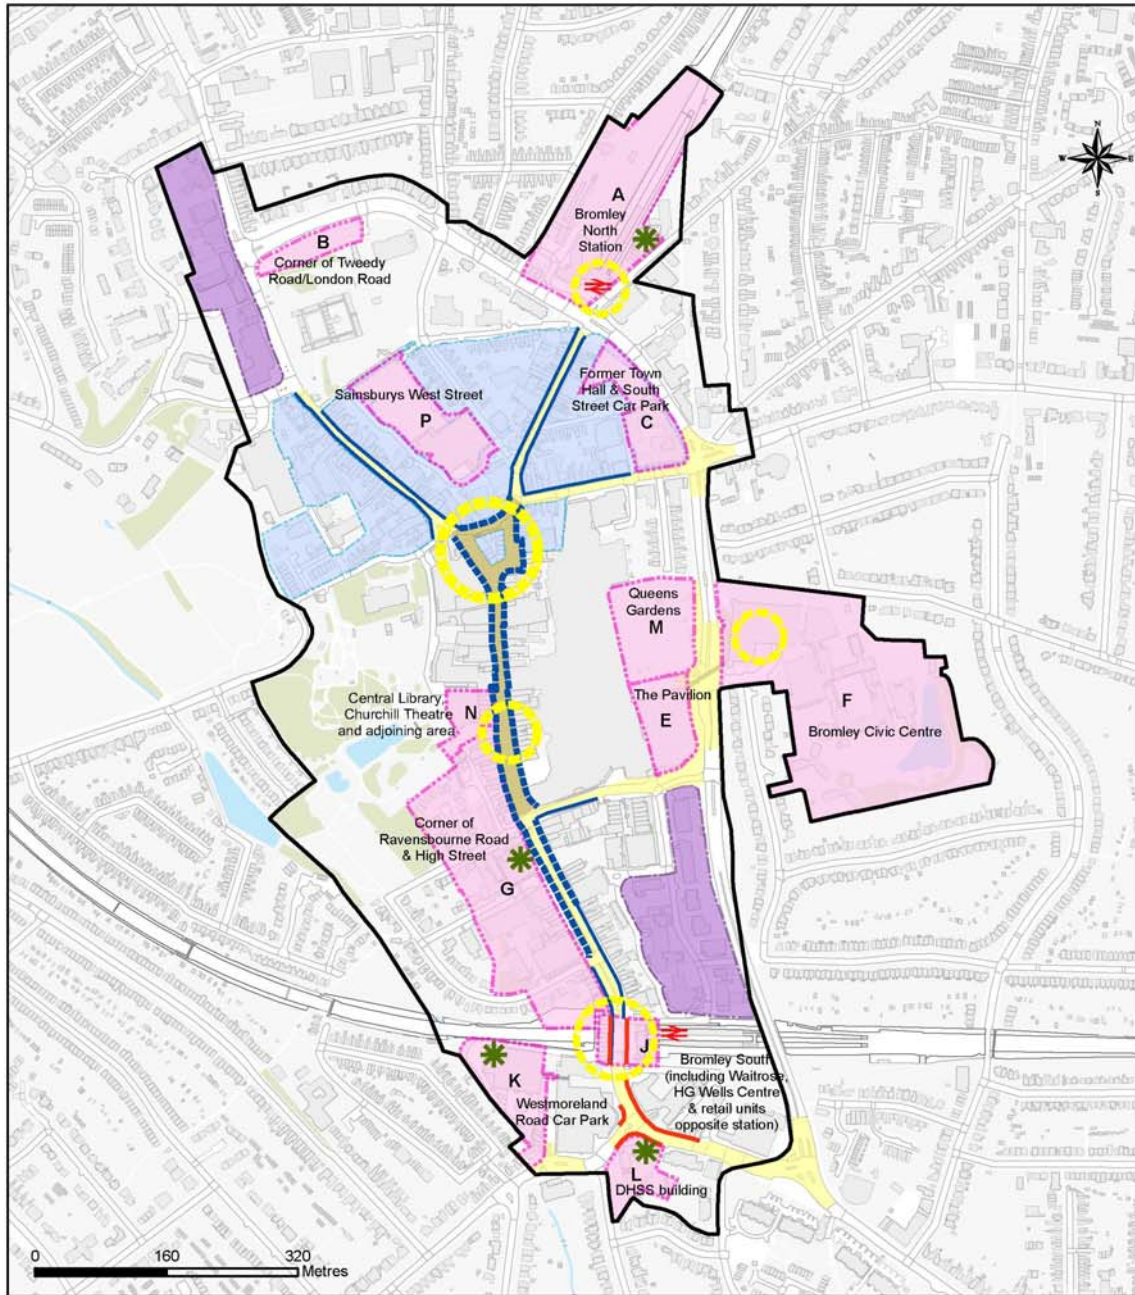 N
W
E
S
A
Bromley
North
Station
B
Corner of Tweedy
Road/London Road
Sainsburys West Street
P
Former Town
Hall & South
Street Car Park
C
Queens
Gardens
M
The Pavilion
E
F
Bromley Civic Centre
Central Library,
Churchill Theatre
and adjoining area
N
Corner of
Ravensbourne Road
& High Street
G
J
Bromley South
(including Waitrose,
HG Wells Centre
& retail units
opposite station)
K
Westmoreland
Road Car Park
L
DHSS building
0 160 320
Metres